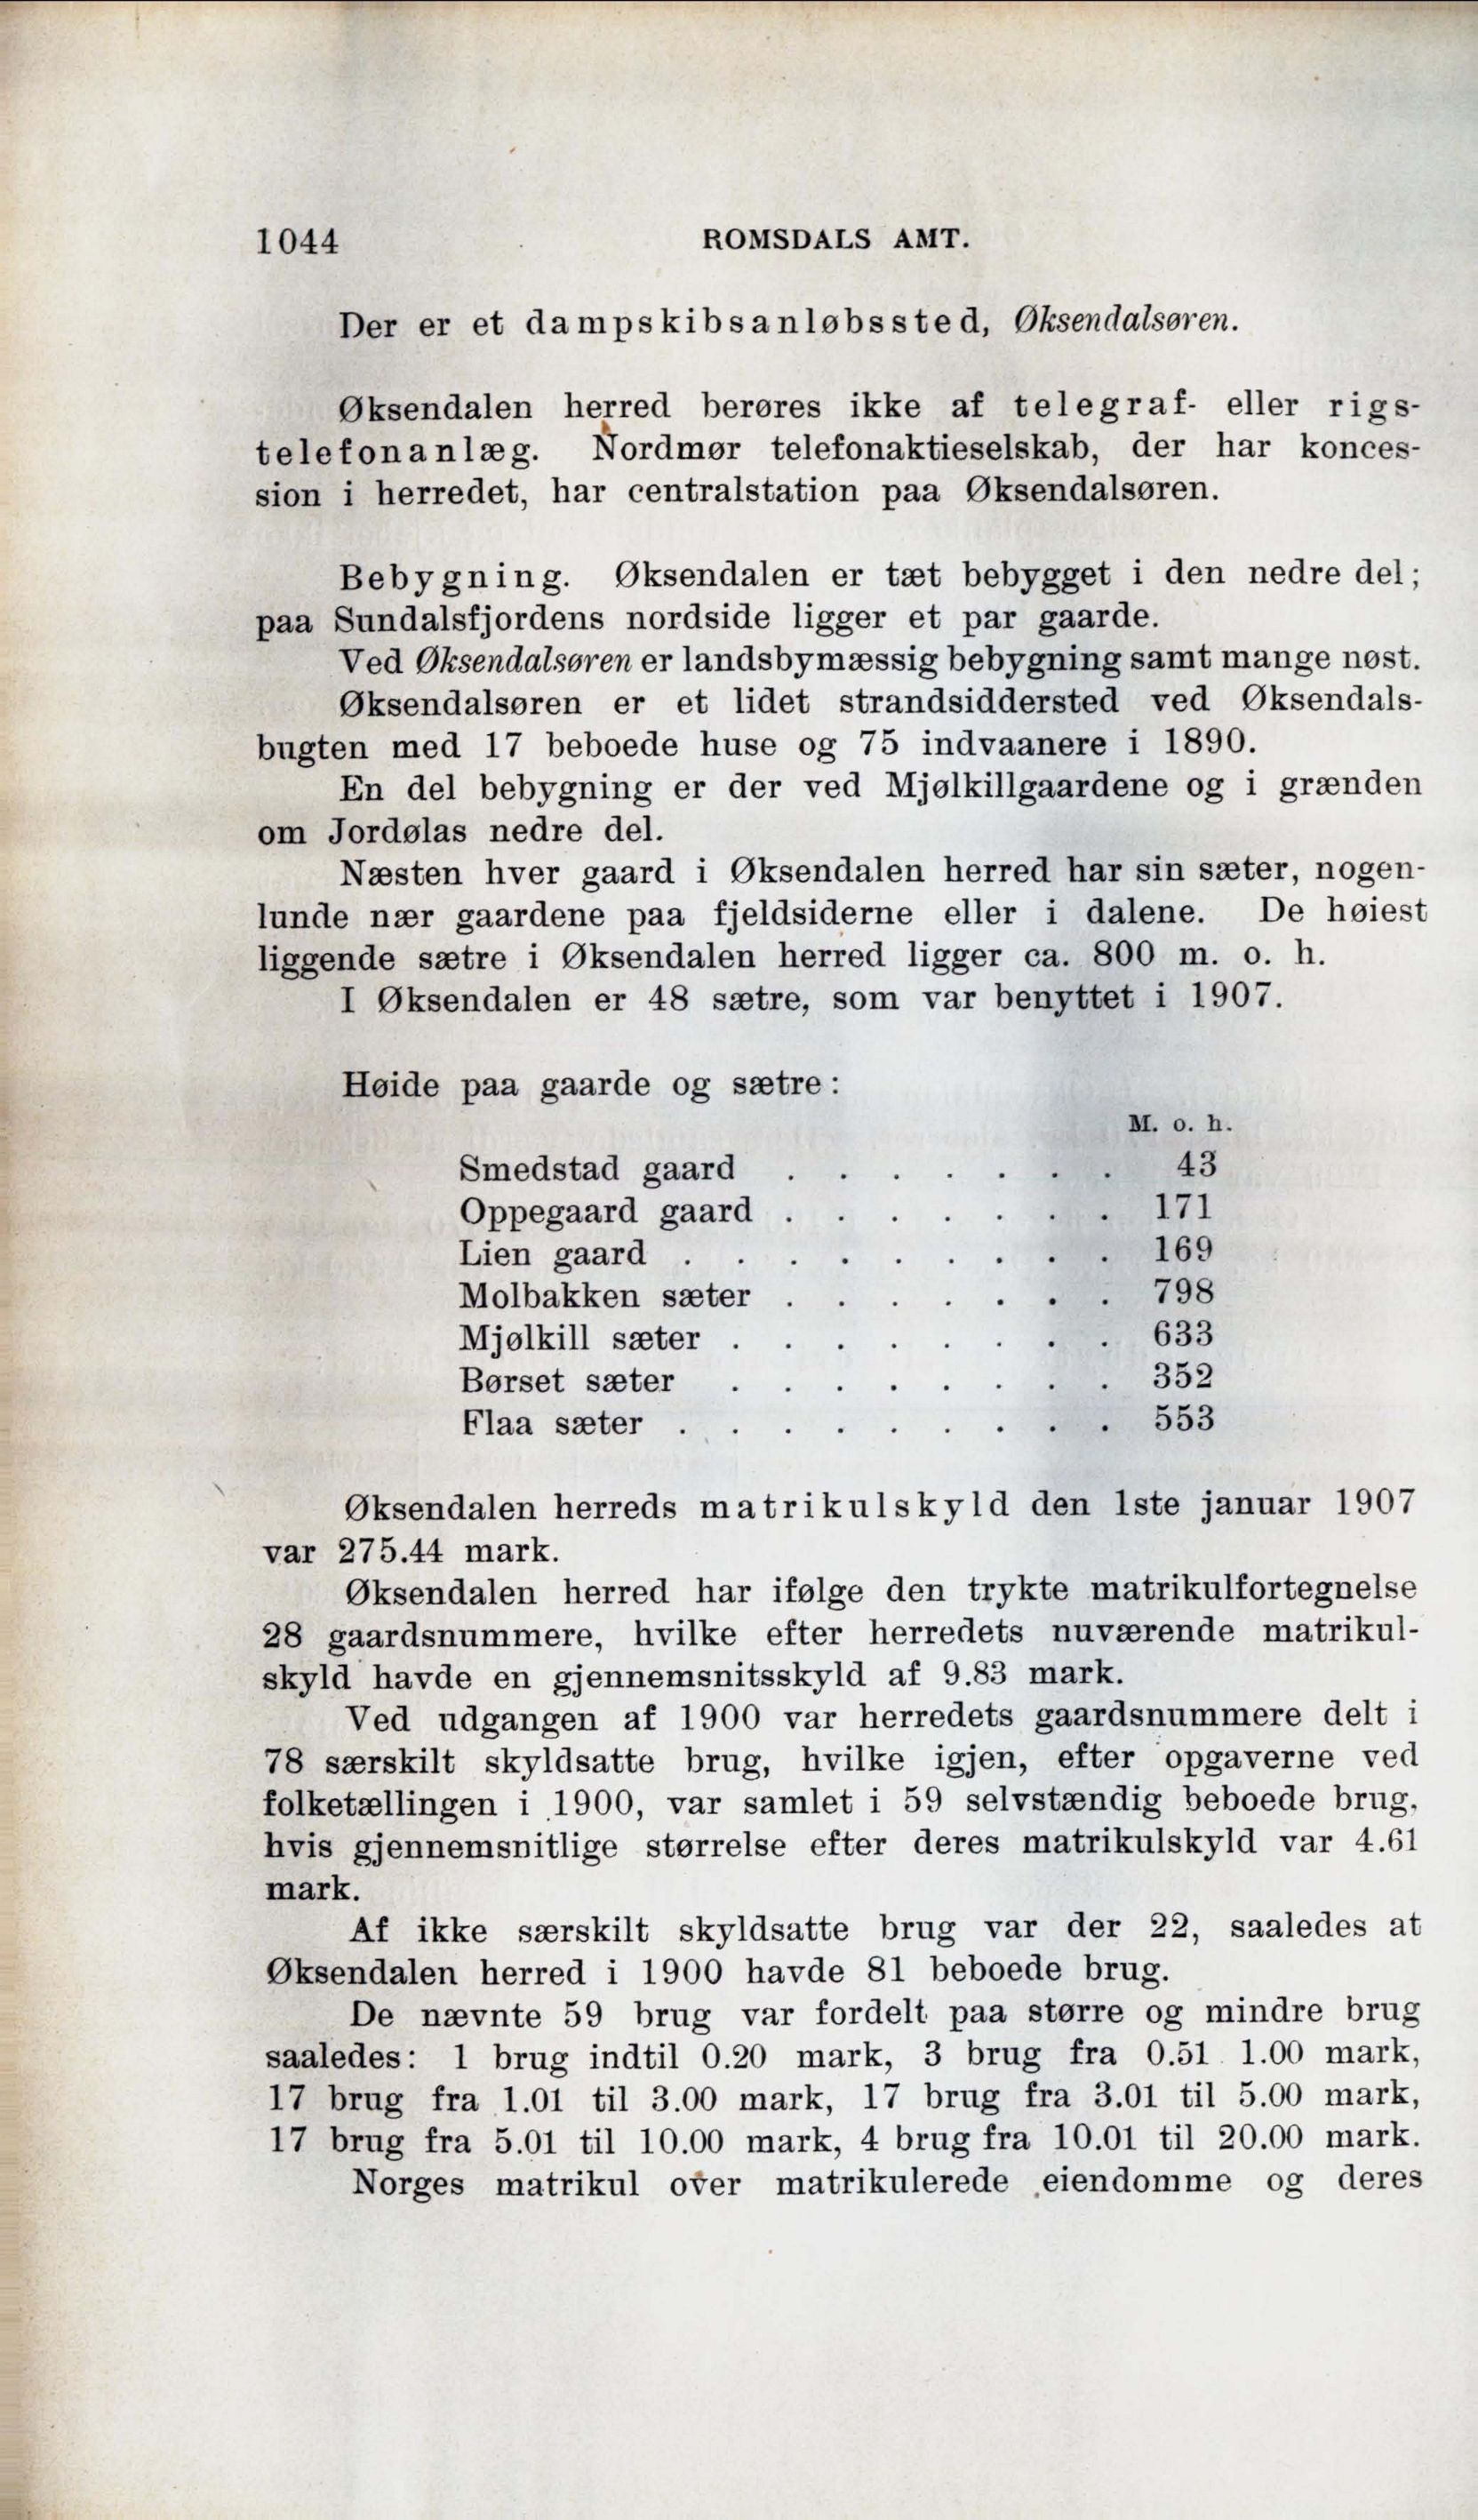 1044 ROMSDALS AMT.
Der er et dampskibsanløbssted, Øksendalsøren.
Øksendalen herred berøres ikke af telegraf- eller rigs-
telefonanlæg. Nordmør telefonaktieselskab, der har konces-
sion i herredet, har centralstation paa Øksendalsøren.
Bebygning. Øksendalen er tæt bebygget i den nedre del;
paa Sundalsfjordens nordside ligger et par gaarde.
Ved Øksendalsøren er landsbymæssig bebygning samt mange nøst.
Øksendalsøren er et lidet strandsiddersted ved Øksendals-
bugten med 17 beboede huse og 75 indvaanere i 1890.
En del bebygning er der ved Mjølkillgaardene og i grænden
om Jordølas nedre del.
Næsten hver gaard i Øksendalen herred har sin sæter, nogen-
lunde nær gaardene paa fjeldsiderne eller i dalene. De høiest
liggende sætre i Øksendalen herred ligger ca. 800 m. o. h.
I Øksendalen er 48 sætre, som var benyttet i 1907.
Høide paa gaarde og sætre:
M. o. h.
Smedstad gaard . . . . . . . 43
Oppegaard gaard . . . . . . . 171
Lien gaard . . . . . . . . . 169
Molbakken sæter . . . . . . . 798
Mjølkill sæter . . . . . . . . 633
Børset sæter . . . . . . . . 352
Flaa sæter . . . . . . . . . 553
Øksendalen herreds matrikulskyld den 1ste januar 1907
var 275.44 mark.
Øksendalen herred har ifølge den trykte matrikulfortegnelse
28 gaardsnummere, hvilke efter herredets nuværende matrikul-
skyld havde en gjennemsnitsskyld af 9.83 mark.
Ved udgangen af 1900 var herredets gaardsnummere delt i
78 særskilt skyldsatte brug, hvilke igjen, efter opgaverne ved
folketællingen i 1900, var samlet i 59 selvstændig beboede brug,
hvis gjennemsnitlige størrelse efter deres matrikulskyld var 4.61
mark.
Af ikke særskilt skyldsatte brug var der 22, saaledes at
Øksendalen herred i 1900 havde 81 beboede brug.
De nævnte 59 brug var fordelt paa større og mindre brug
saaledes: 1 brug indtil 0.20 mark, 3 brug fra 0.51 1.00 mark,
17 brug fra 1.01 til 3.00 mark, 17 brug fra 3.01 til 5.00 mark,
17 brug fra 5.01 til 10.00 mark, 4 brug fra 10.01 til 20.00 mark.
Norges matrikul over matrikulerede eiendomme og deres